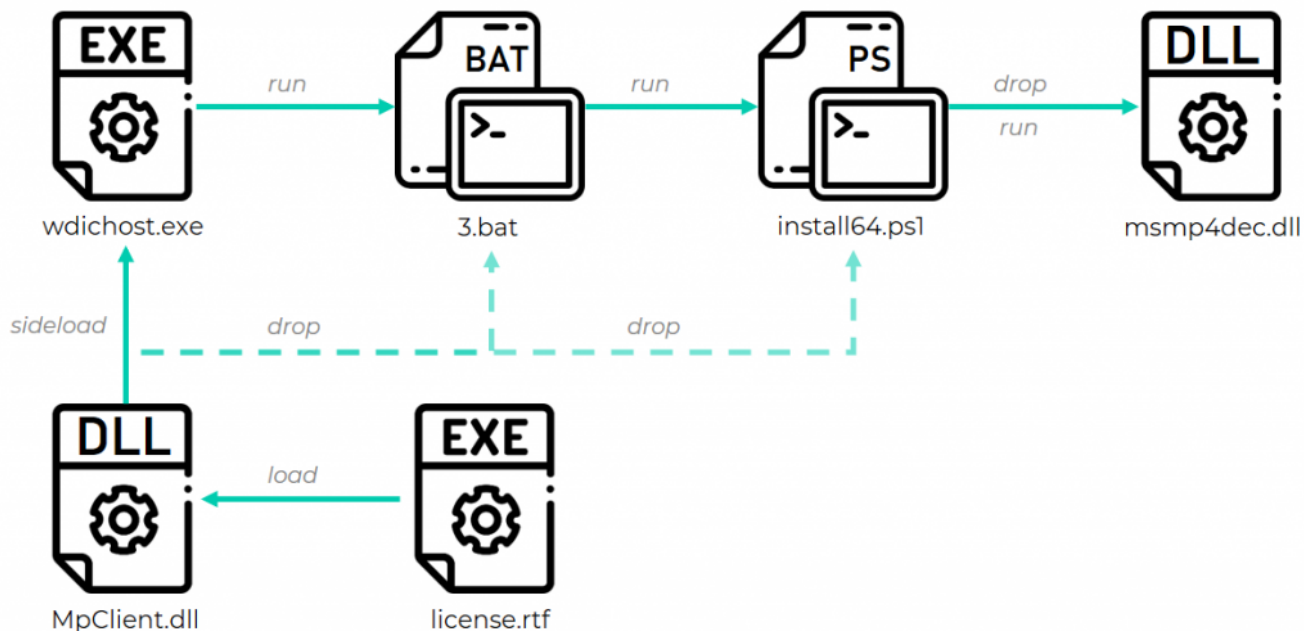 EXE
BAT
PS
DLL
run
run
drop
run
>_
>_
wdichost.exe
3.bat
install64.ps1
msmp4dec.dll
sideload
drop
drop
DLL
EXE
load
MpClient.dll
license.rtf